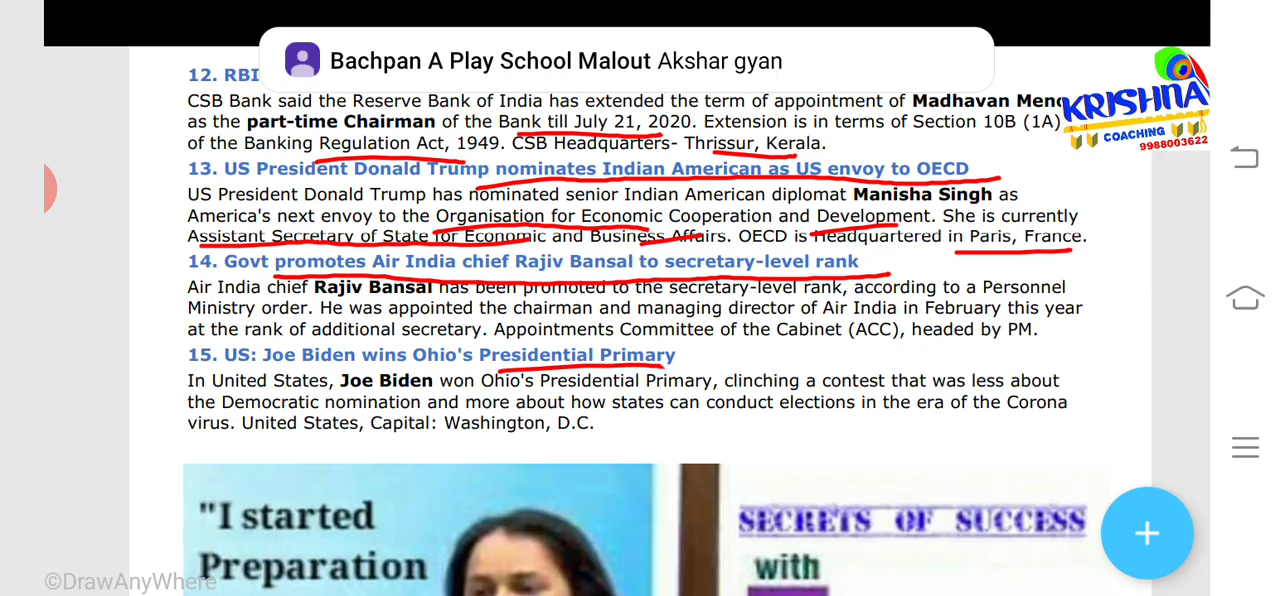 Bachpan A Play School Malout Akshar gyan
12. RBI
CSB Bank said the Reserve Bank of India has extended the term of appointment of Madhavan
as the part-time Chairman of the Bank till July 21, 2020. Extension is in terms of Section 10B (1A)
of the Banking Regulation Act, 1949. CSB Headquarters- Thrissur, Kerala.
KRISHNA
COACHING
9988003622
13. US President Donald Trump nominates Indian American as US envoy to OECD
US President Donald Trump has nominated senior Indian American diplomat Manisha Singh as
America's next envoy to the Organisation for Economic Cooperation and Development. She is currently
Assistant Secretary of State for Economic and Business Affairs. OECD is Headquartered in Paris, France.
14. Govt promotes Air India chief Rajiv Bansal to secretary-level rank
Air India chief Rajiv Bansal has been promoted to the secretary-level rank, according to a Personnel
Ministry order. He was appointed the chairman and managing director of Air India in February this year
at the rank of additional secretary. Appointments Committee of the Cabinet (ACC), headed by PM.
15. US: Joe Biden wins Ohio's Presidential Primary
In United States, Joe Biden won Ohio's Presidential Primary, clinching a contest that was less about
the Democratic nomination and more about how states can conduct elections in the era of the Corona
virus. United States, Capital: Washington, D.C.
"I started
Preparation
SECRETS OF SUCCESS
with
©DrawAnyWhere